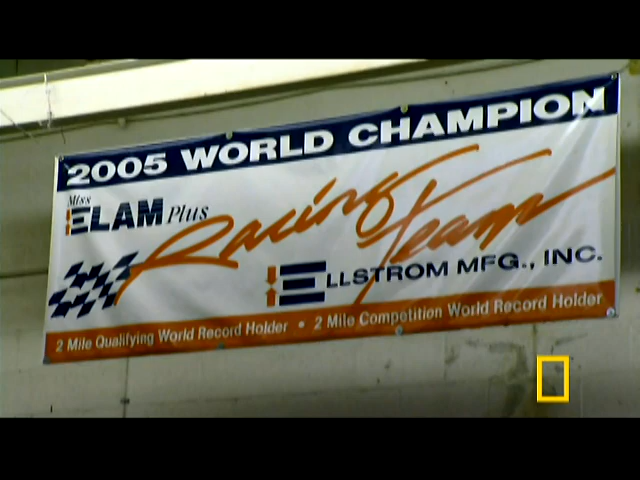 2005 WORLD CHAMPION
Miss
ELAM Plus
Racing
Team
ELLSTROM MFG., INC.
2 Mile Qualifying World Record Holder • 2 Mile Competition World Record Holder